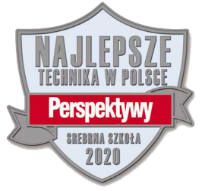 NAJLEPSZE
TECHNIKA W POLSCE
Perspektywy
SREBRNA SZKOŁA
2020